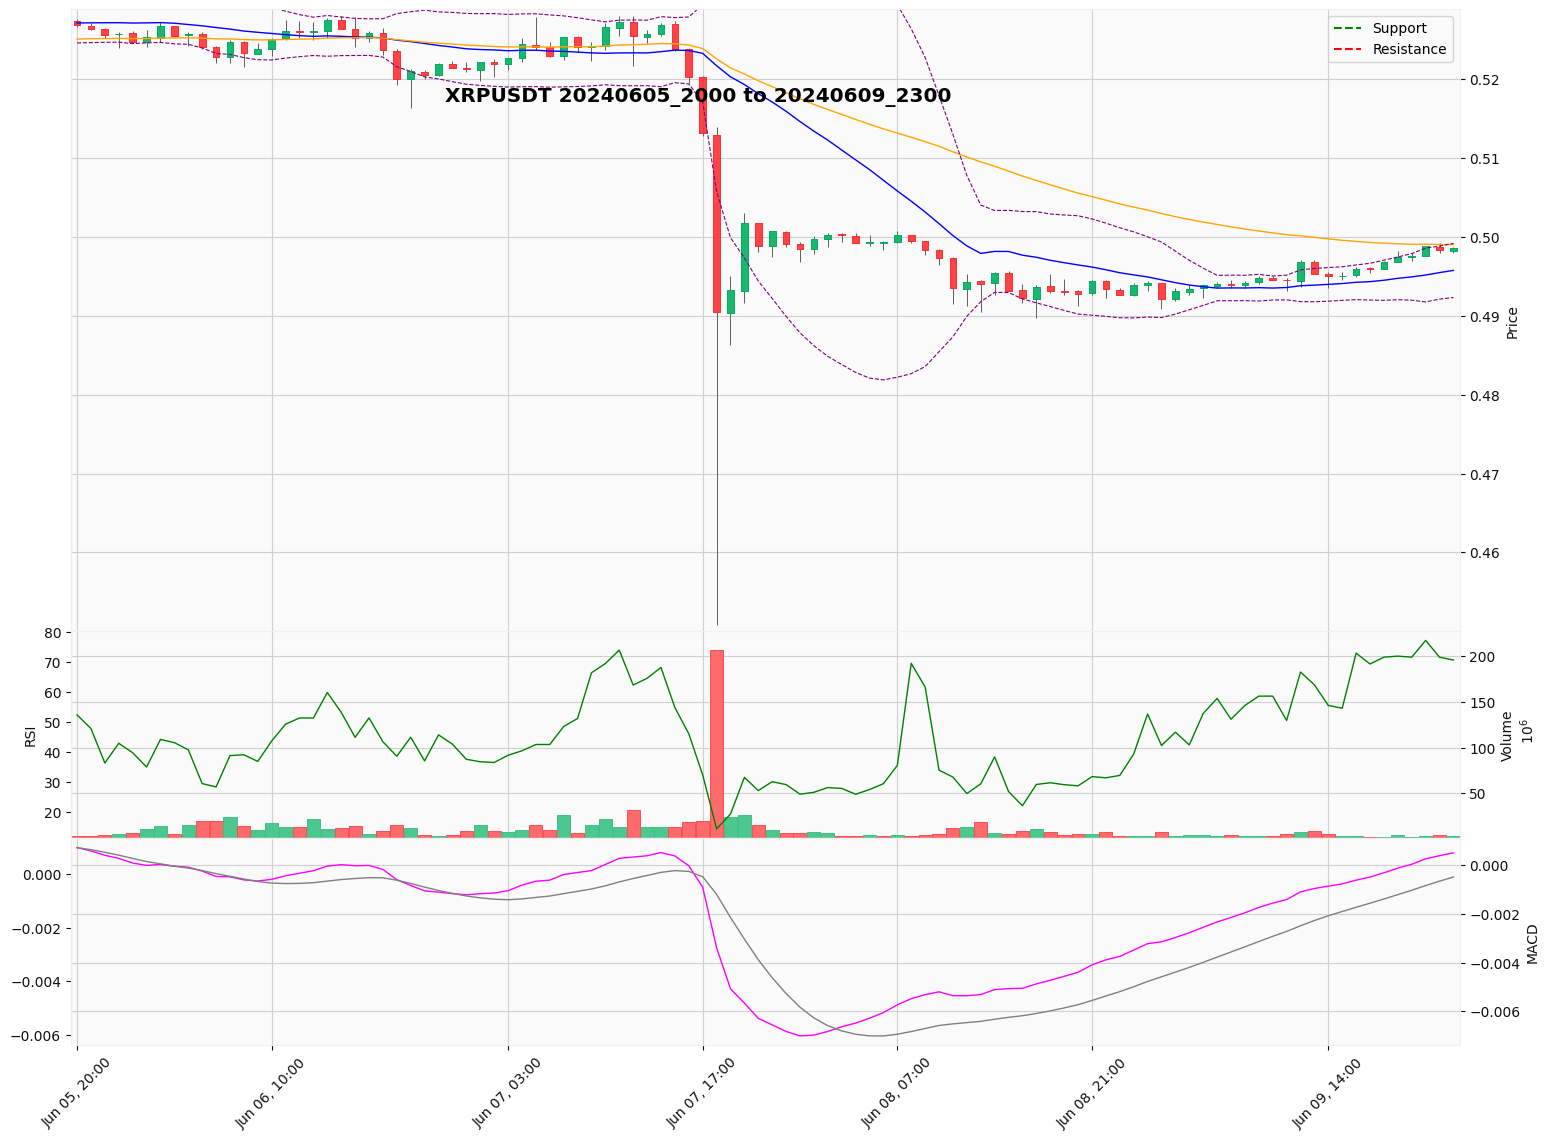 XRPUSDT 20240605_2000 to 20240609_2300
Support
Resistance
0.52
0.51
0.50
0.49
0.48
0.47
0.46
Price
80
70
60
50
40
30
20
RSI
200
150
100
50
Volume
10^6
0.000
−0.002
−0.004
−0.006
0.000
−0.002
−0.004
−0.006
MACD
Jun 05, 20:00
Jun 06, 10:00
Jun 07, 03:00
Jun 07, 17:00
Jun 08, 07:00
Jun 08, 21:00
Jun 09, 14:00